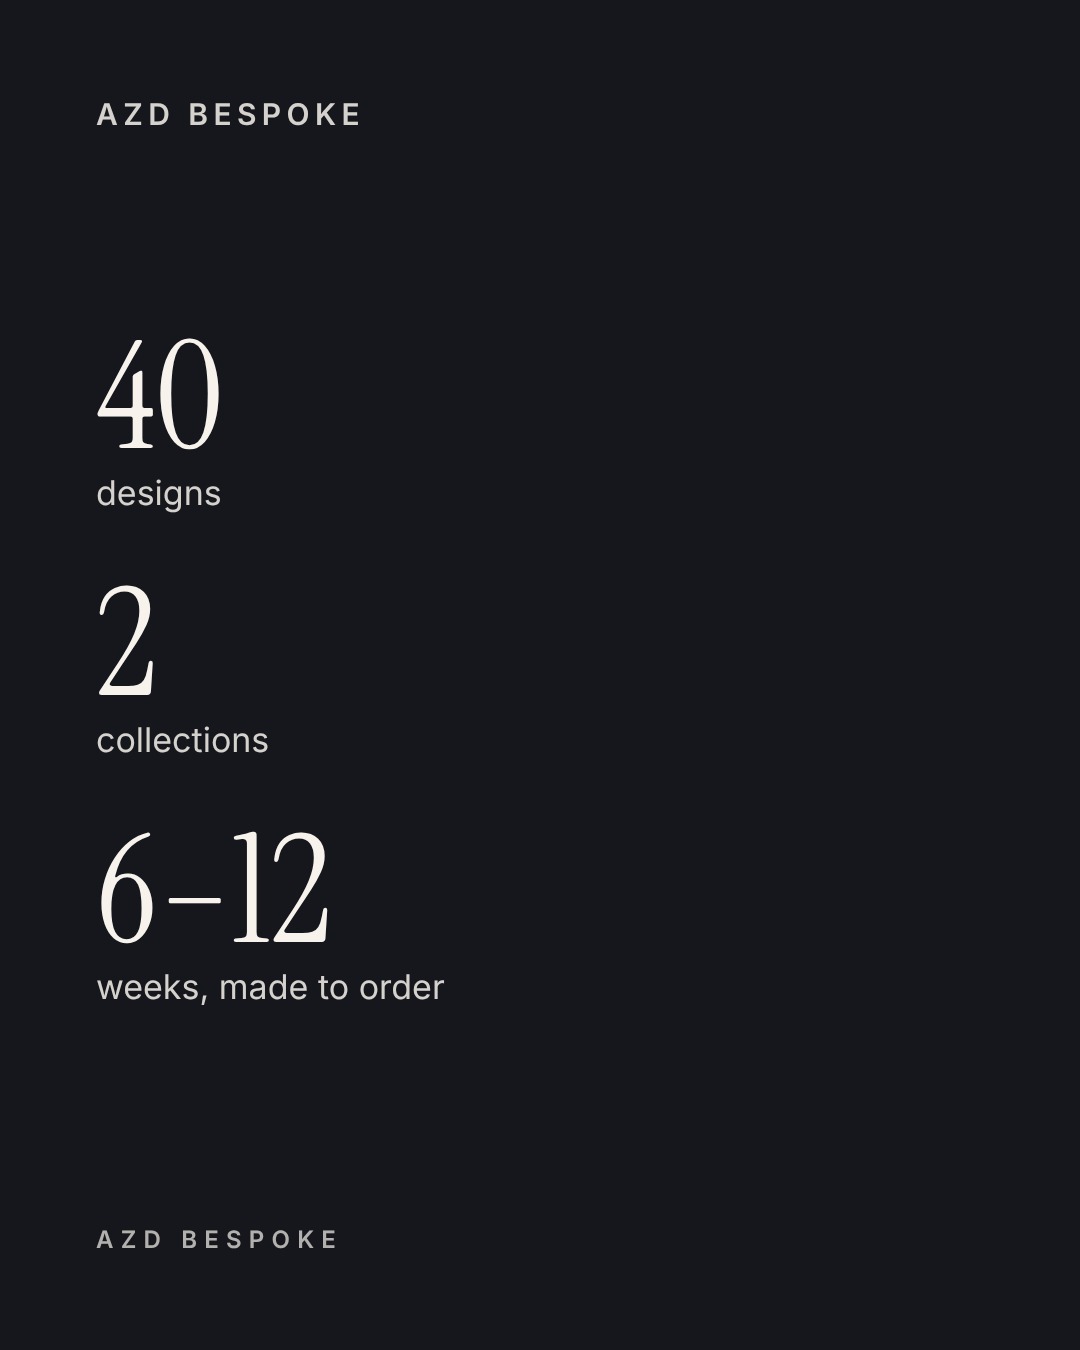 AZD BESPOKE
40
designs
2
collections
6–12
weeks, made to order
AZD BESPOKE